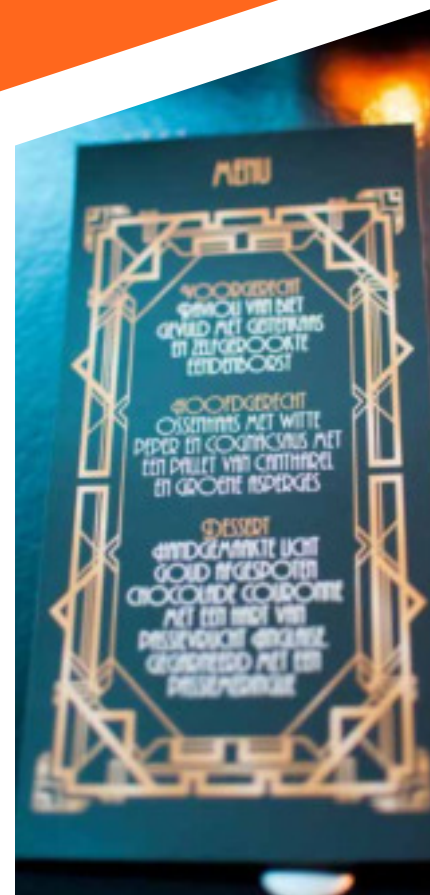 MENU
VOORGERECHT
RAVIOLI VAN BIET
GEVULD MET GEITENKAAS
EN ZELFGEROOKTE
EENDENBORST
HOOFDGERECHT
OSSENHAAS MET WITTE
PEPER EN COGNACSAUS MET
EEN PALLET VAN CANTHAREL
EN GROENE ASPERGES
DESSERT
HANDGEMAAKTE LICHT
GOUD AFGESPOTEN
CHOCOLADE COURONNE
MET EEN HART VAN
PASSIEVRUCHT ANGLAISE,
GEGARNEERD MET EEN
PASSIEMERINGUE